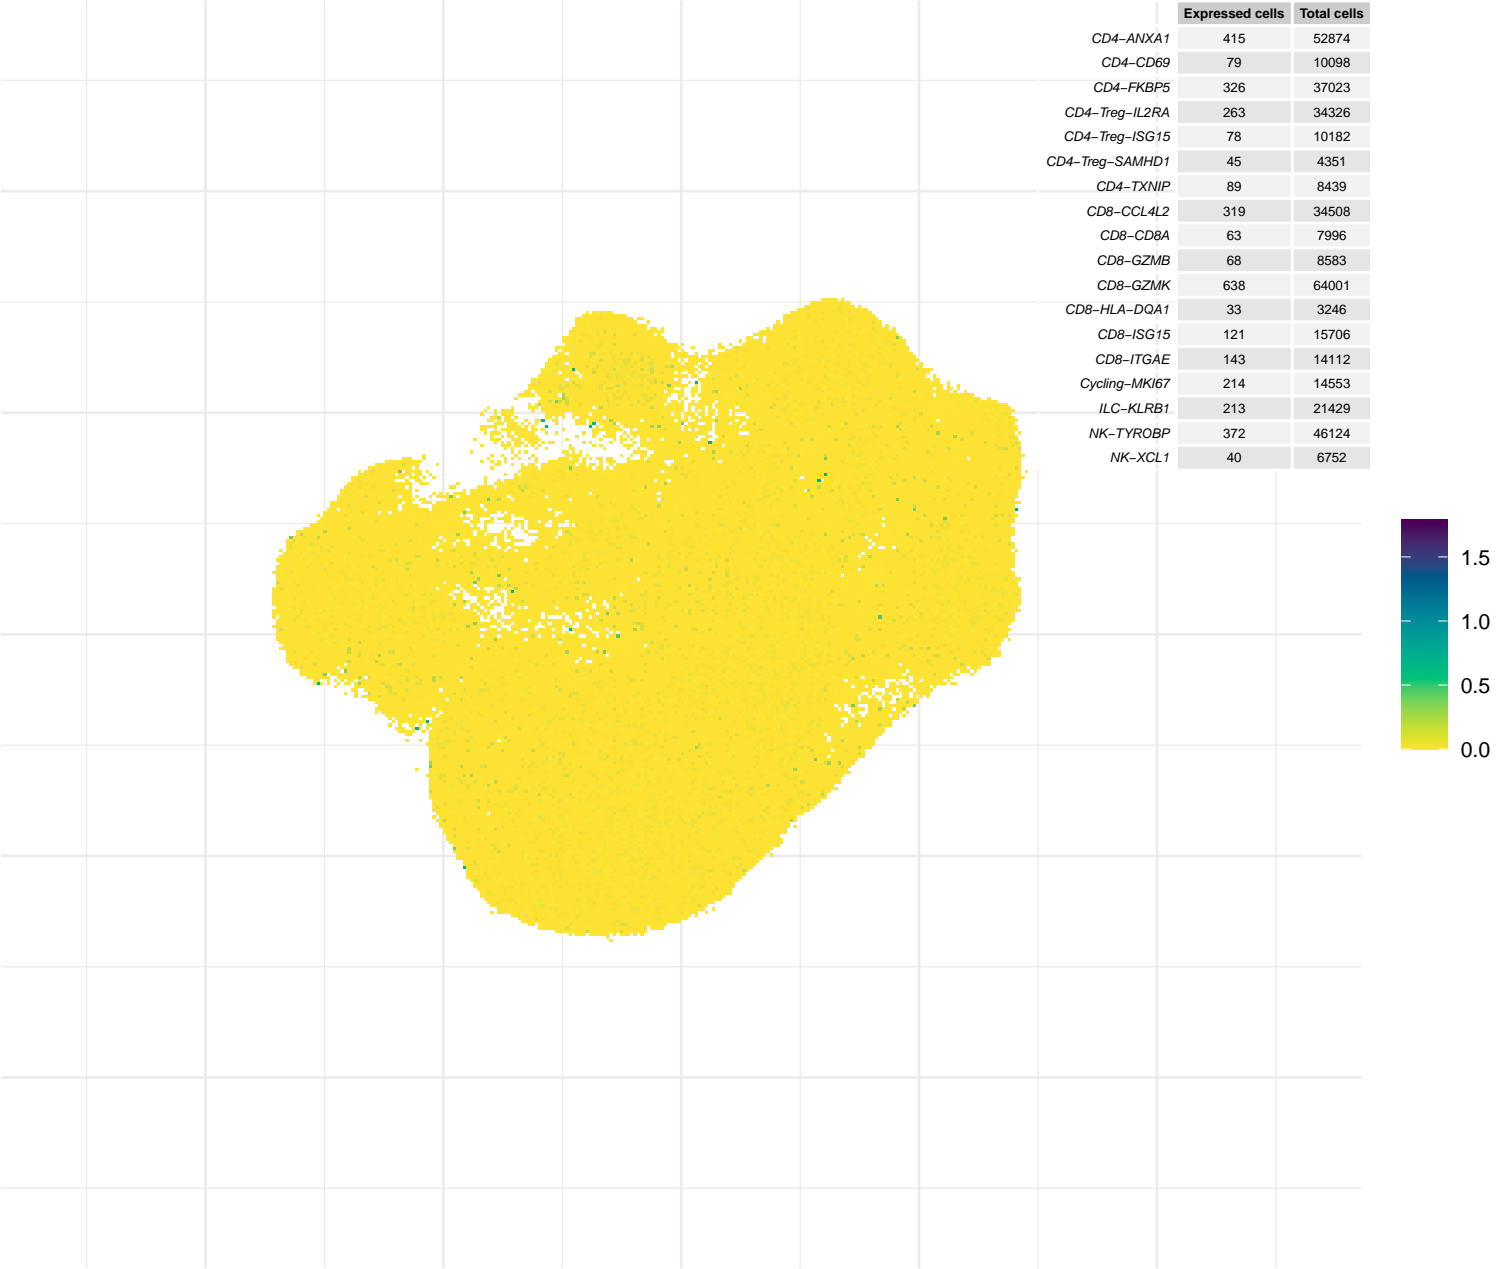 Expressed cells Total cells
CD4−ANXA1 415 52874
CD4−CD69 79 10098
CD4−FKBP5 326 37023
CD4−Treg−IL2RA 263 34326
CD4−Treg−ISG15 78 10182
CD4−Treg−SAMHD1 45 4351
CD4−TXNIP 89 8439
CD8−CCL4L2 319 34508
CD8−CD8A 63 7996
CD8−GZMB 68 8583
CD8−GZMK 638 64001
CD8−HLA−DQA1 33 3246
CD8−ISG15 121 15706
CD8−ITGAE 143 14112
Cycling−MKI67 214 14553
ILC−KLRB1 213 21429
NK−TYROBP 372 46124
NK−XCL1 40 6752
1.5
1.0
0.5
0.0